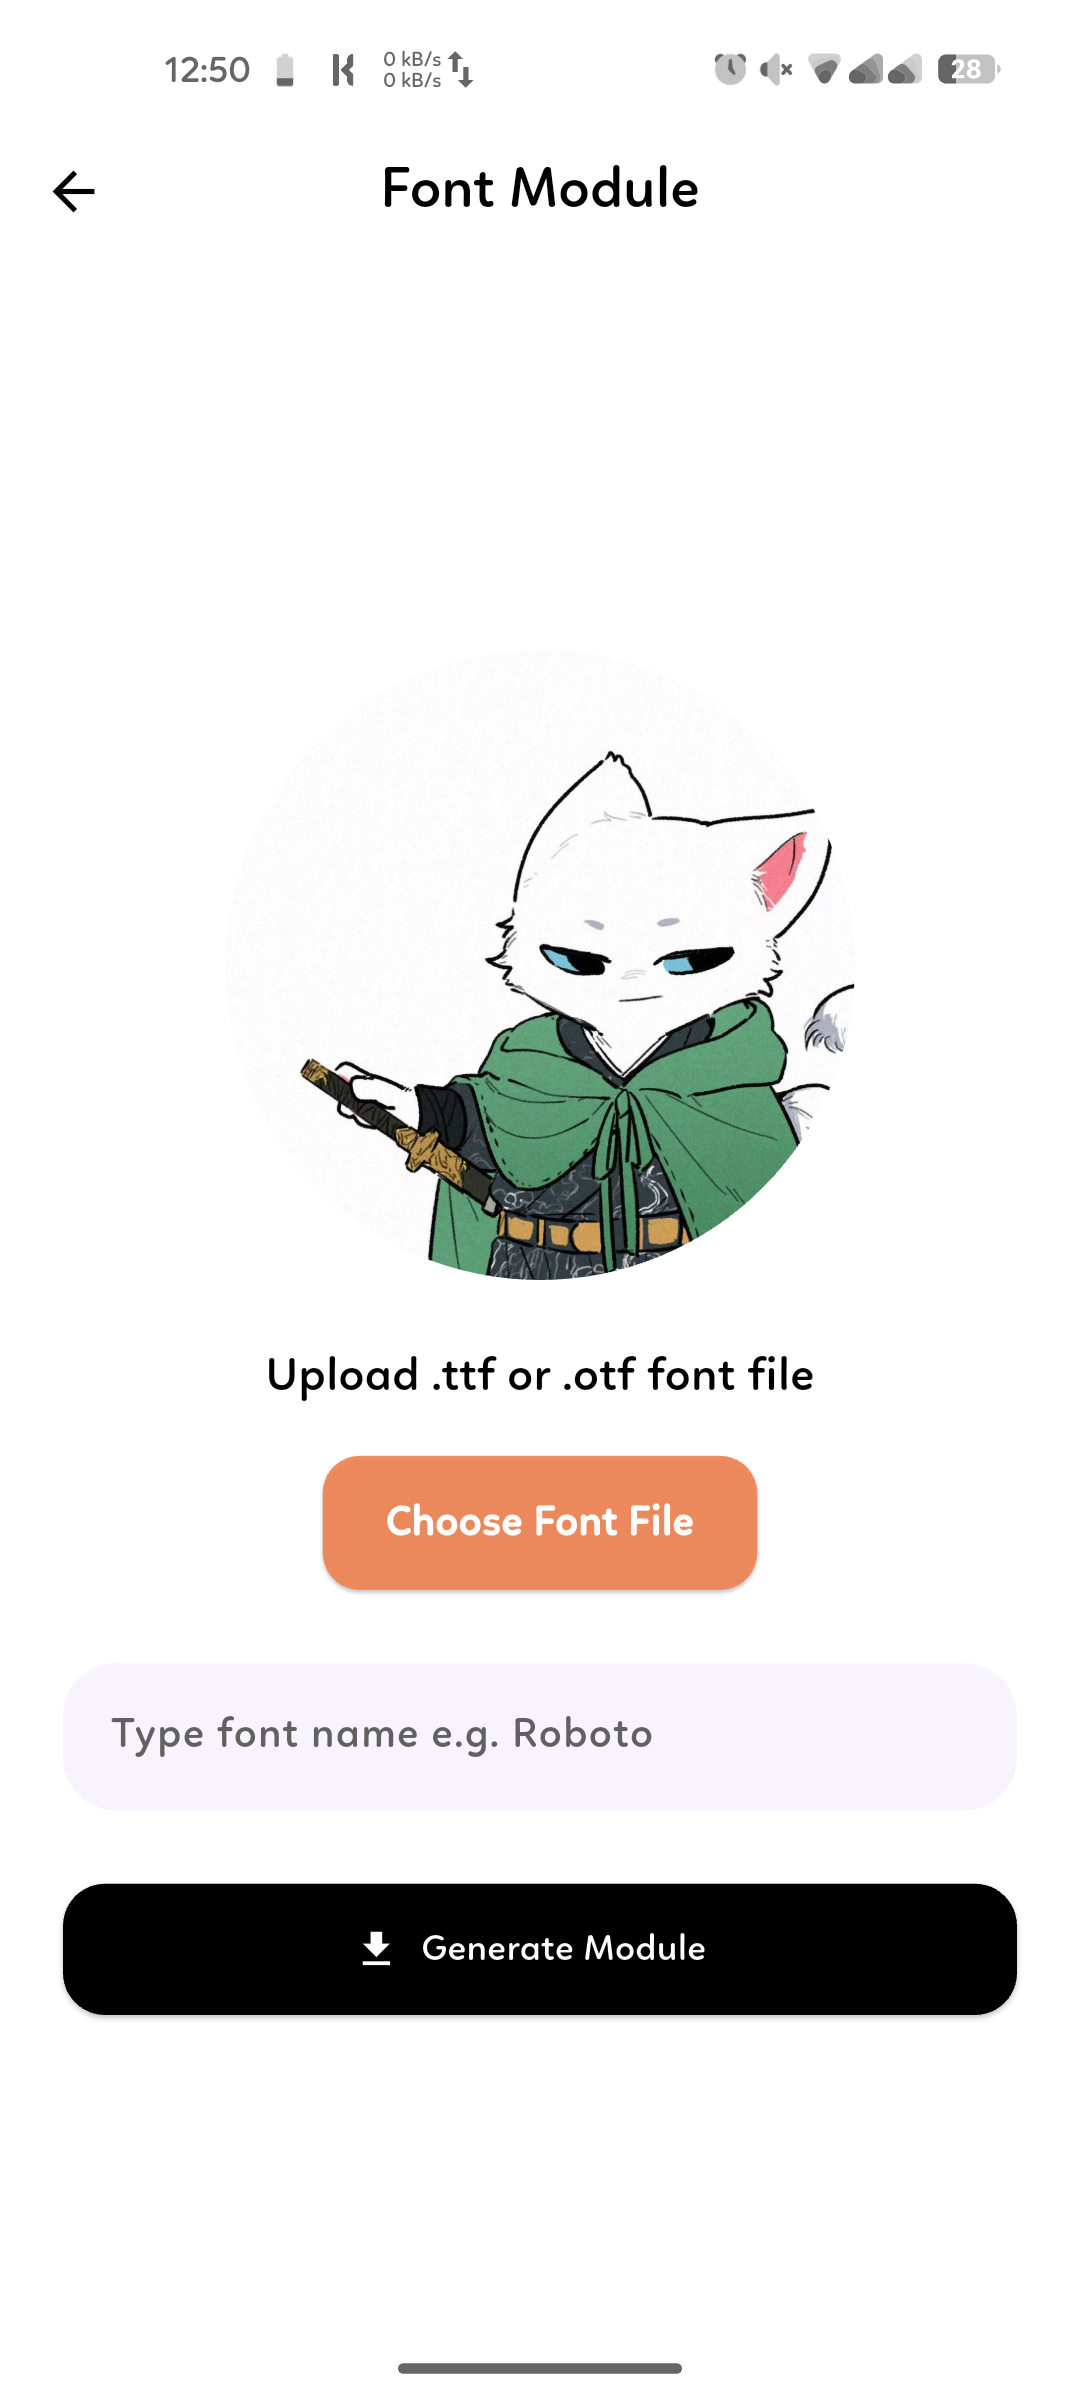 12:50
0 kB/s
0 kB/s
28
Font Module
Upload .ttf or .otf font file
Choose Font File
Type font name e.g. Roboto
Generate Module